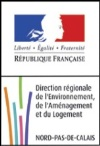 Liberté • Égalité • Fraternité
RÉPUBLIQUE FRANÇAISE
Direction régionale
de l'Environnement,
de l'Aménagement
et du Logement
NORD-PAS-DE-CALAIS